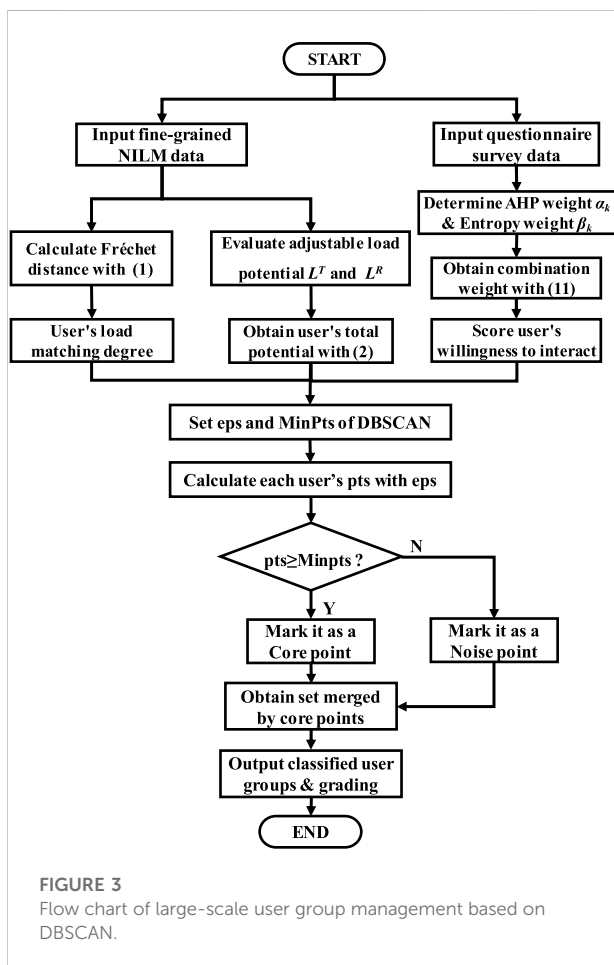 START
Input fine-grained
NILM data
Input questionnaire
survey data
Calculate Fréchet
distance with (1)
Evaluate adjustable load
potential L^T and L^R
Determine AHP weight α_k
& Entropy weight β_k
Obtain combination
weight with (11)
User's load
matching degree
Obtain user's total
potential with (2)
Score user's
willingness to interact
Set eps and MinPts of DBSCAN
Calculate each user's pts with eps
pts≥Minpts ?
N
Y
Mark it as a
Core point
Mark it as a
Noise point
Obtain set merged
by core points
Output classified user
groups & grading
END
FIGURE 3
Flow chart of large-scale user group management based on
DBSCAN.